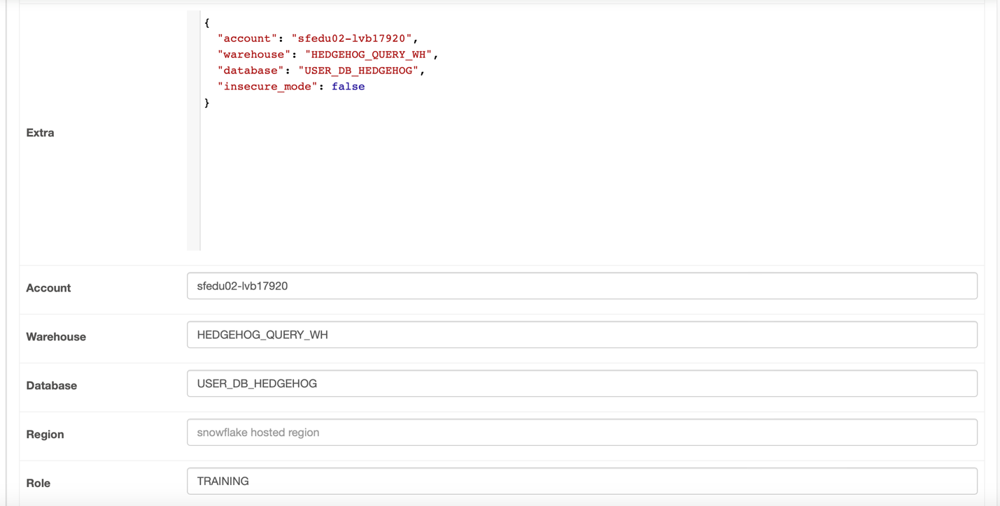 {
"account": "sfedu02-lvb17920",
"warehouse": "HEDGEHOG_QUERY_WH",
"database": "USER_DB_HEDGEHOG",
"insecure_mode": false
}
Extra
Account sfedu02-lvb17920
Warehouse HEDGEHOG_QUERY_WH
Database USER_DB_HEDGEHOG
Region snowflake hosted region
Role TRAINING